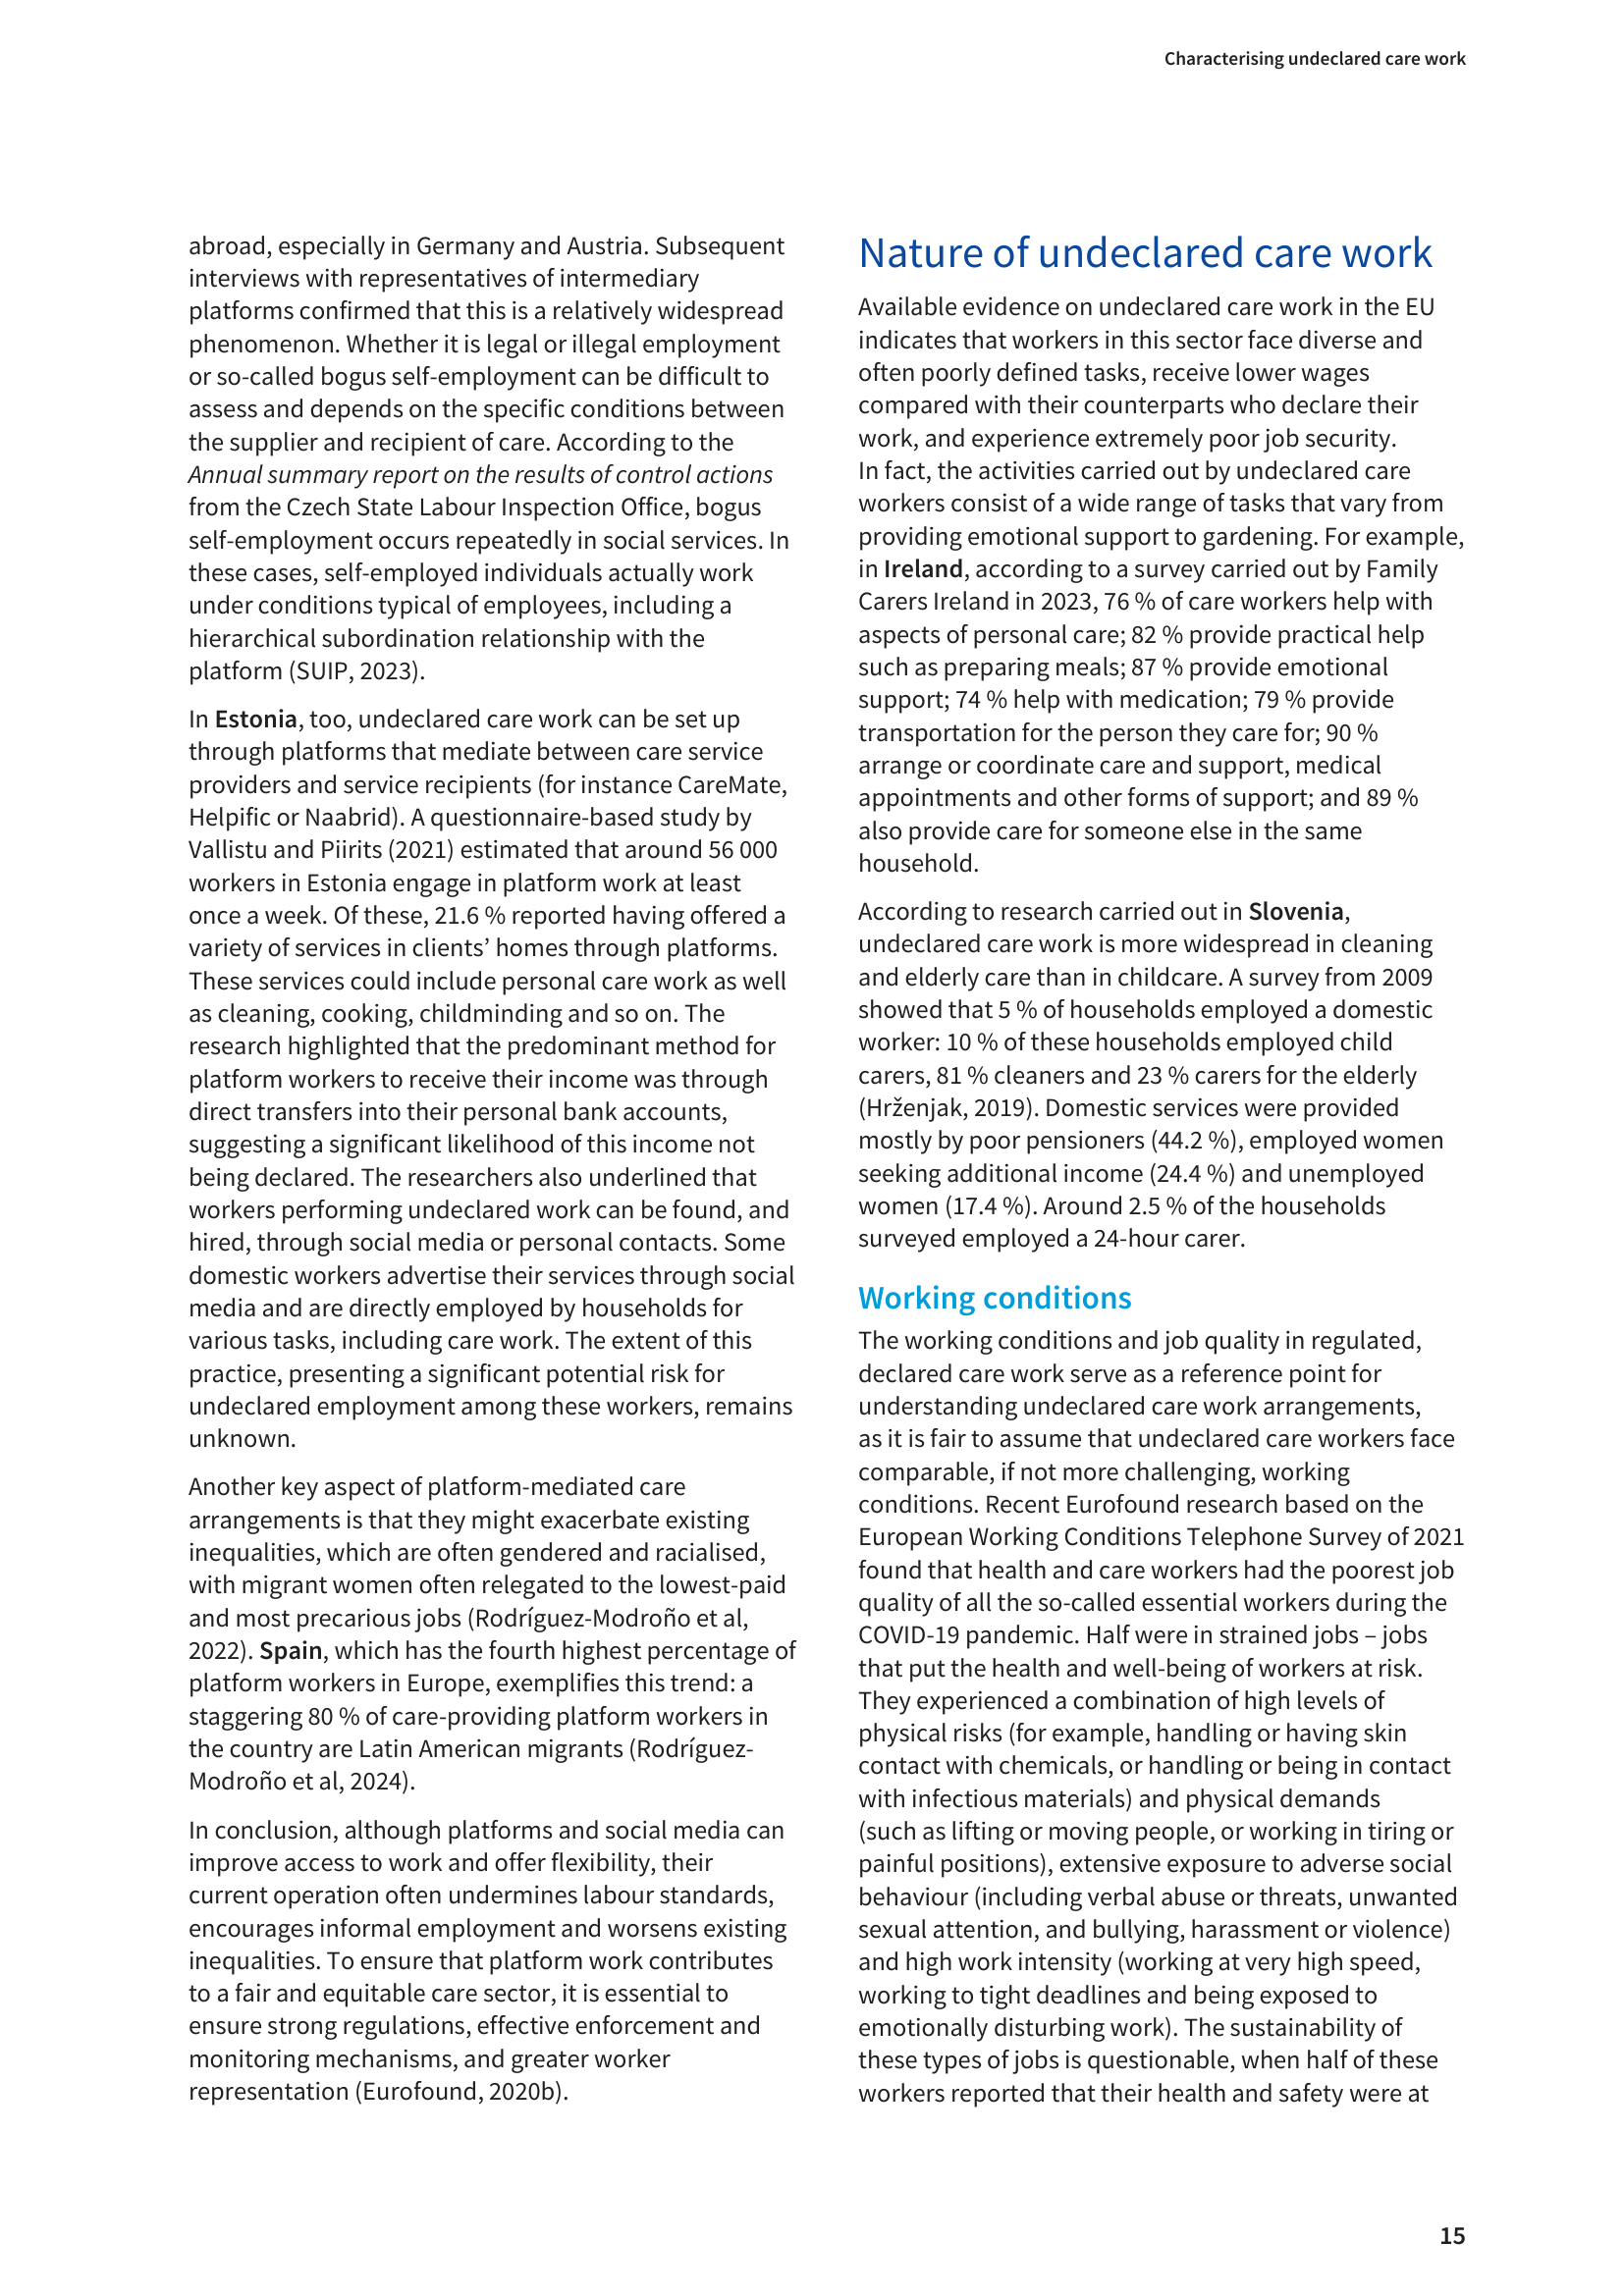 Characterising undeclared care work
abroad, especially in Germany and Austria. Subsequent
interviews with representatives of intermediary
platforms confirmed that this is a relatively widespread
phenomenon. Whether it is legal or illegal employment
or so-called bogus self-employment can be difficult to
assess and depends on the specific conditions between
the supplier and recipient of care. According to the
Annual summary report on the results of control actions
from the Czech State Labour Inspection Office, bogus
self-employment occurs repeatedly in social services. In
these cases, self-employed individuals actually work
under conditions typical of employees, including a
hierarchical subordination relationship with the
platform (SUIP, 2023).
In Estonia, too, undeclared care work can be set up
through platforms that mediate between care service
providers and service recipients (for instance CareMate,
Helpific or Naabrid). A questionnaire-based study by
Vallistu and Piirits (2021) estimated that around 56 000
workers in Estonia engage in platform work at least
once a week. Of these, 21.6 % reported having offered a
variety of services in clients’ homes through platforms.
These services could include personal care work as well
as cleaning, cooking, childminding and so on. The
research highlighted that the predominant method for
platform workers to receive their income was through
direct transfers into their personal bank accounts,
suggesting a significant likelihood of this income not
being declared. The researchers also underlined that
workers performing undeclared work can be found, and
hired, through social media or personal contacts. Some
domestic workers advertise their services through social
media and are directly employed by households for
various tasks, including care work. The extent of this
practice, presenting a significant potential risk for
undeclared employment among these workers, remains
unknown.
Another key aspect of platform-mediated care
arrangements is that they might exacerbate existing
inequalities, which are often gendered and racialised,
with migrant women often relegated to the lowest-paid
and most precarious jobs (Rodríguez-Modroño et al,
2022). Spain, which has the fourth highest percentage of
platform workers in Europe, exemplifies this trend: a
staggering 80 % of care-providing platform workers in
the country are Latin American migrants (Rodríguez-
Modroño et al, 2024).
In conclusion, although platforms and social media can
improve access to work and offer flexibility, their
current operation often undermines labour standards,
encourages informal employment and worsens existing
inequalities. To ensure that platform work contributes
to a fair and equitable care sector, it is essential to
ensure strong regulations, effective enforcement and
monitoring mechanisms, and greater worker
representation (Eurofound, 2020b).
Nature of undeclared care work
Available evidence on undeclared care work in the EU
indicates that workers in this sector face diverse and
often poorly defined tasks, receive lower wages
compared with their counterparts who declare their
work, and experience extremely poor job security.
In fact, the activities carried out by undeclared care
workers consist of a wide range of tasks that vary from
providing emotional support to gardening. For example,
in Ireland, according to a survey carried out by Family
Carers Ireland in 2023, 76 % of care workers help with
aspects of personal care; 82 % provide practical help
such as preparing meals; 87 % provide emotional
support; 74 % help with medication; 79 % provide
transportation for the person they care for; 90 %
arrange or coordinate care and support, medical
appointments and other forms of support; and 89 %
also provide care for someone else in the same
household.
According to research carried out in Slovenia,
undeclared care work is more widespread in cleaning
and elderly care than in childcare. A survey from 2009
showed that 5 % of households employed a domestic
worker: 10 % of these households employed child
carers, 81 % cleaners and 23 % carers for the elderly
(Hrženjak, 2019). Domestic services were provided
mostly by poor pensioners (44.2 %), employed women
seeking additional income (24.4 %) and unemployed
women (17.4 %). Around 2.5 % of the households
surveyed employed a 24-hour carer.
Working conditions
The working conditions and job quality in regulated,
declared care work serve as a reference point for
understanding undeclared care work arrangements,
as it is fair to assume that undeclared care workers face
comparable, if not more challenging, working
conditions. Recent Eurofound research based on the
European Working Conditions Telephone Survey of 2021
found that health and care workers had the poorest job
quality of all the so-called essential workers during the
COVID-19 pandemic. Half were in strained jobs – jobs
that put the health and well-being of workers at risk.
They experienced a combination of high levels of
physical risks (for example, handling or having skin
contact with chemicals, or handling or being in contact
with infectious materials) and physical demands
(such as lifting or moving people, or working in tiring or
painful positions), extensive exposure to adverse social
behaviour (including verbal abuse or threats, unwanted
sexual attention, and bullying, harassment or violence)
and high work intensity (working at very high speed,
working to tight deadlines and being exposed to
emotionally disturbing work). The sustainability of
these types of jobs is questionable, when half of these
workers reported that their health and safety were at
15